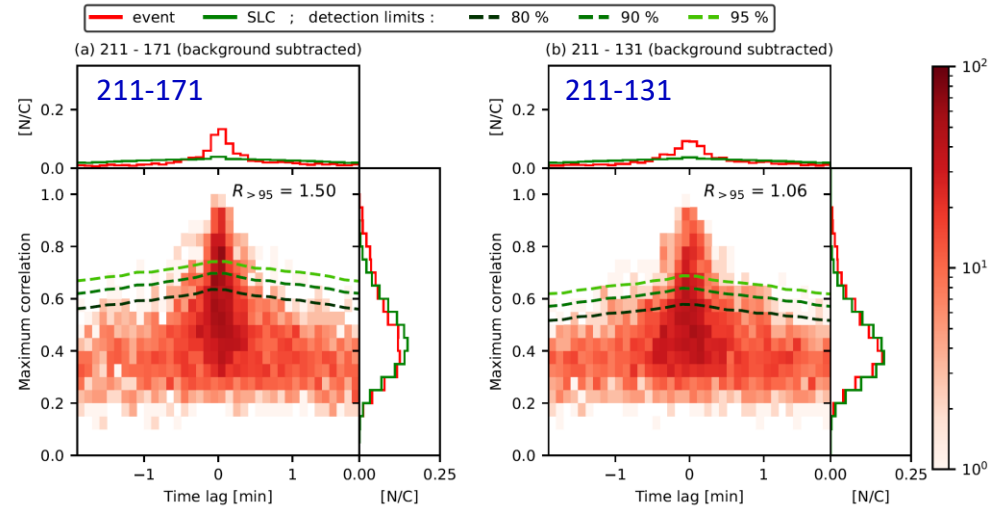 event SLC ; detection limits : 80 % 90 % 95 %
(a) 211 - 171 (background subtracted)
211-171
[N/C]
0.2
0.0
R>95 = 1.50
Maximum correlation
1.0
0.8
0.6
0.4
0.2
0.0
−1 0 1 0.00 0.25
Time lag [min] [N/C]
(b) 211 - 131 (background subtracted)
211-131
[N/C]
0.2
0.0
R>95 = 1.06
Maximum correlation
1.0
0.8
0.6
0.4
0.2
0.0
−1 0 1 0.00 0.25
Time lag [min] [N/C]
10²
10¹
10⁰